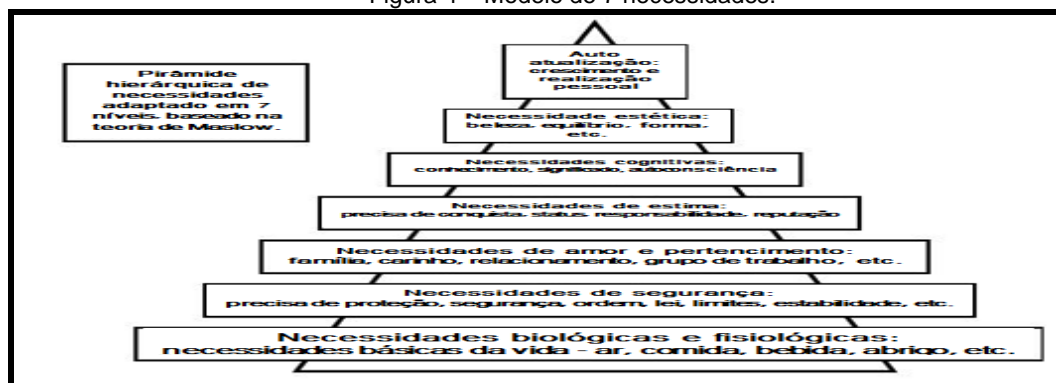 Figura 1 – Modelo de 7 necessidades.
Auto
atualização:
crescimento e
realização
pessoal
Pirâmide
hierárquica de
necessidades
adaptado em 7
níveis, baseado na
teoria de Maslow.
Necessidade estética:
beleza, equilíbrio, forma,
etc.
Necessidades cognitivas:
conhecimento, significado, autoconsciência
Necessidades de estima:
precisa de conquista, status, responsabilidade, reputação
Necessidades de amor e pertencimento:
família, carinho, relacionamento, grupo de trabalho, etc.
Necessidades de segurança:
precisa de proteção, segurança, ordem, lei, limites, estabilidade, etc.
Necessidades biológicas e fisiológicas:
necessidades básicas da vida - ar, comida, bebida, abrigo, etc.